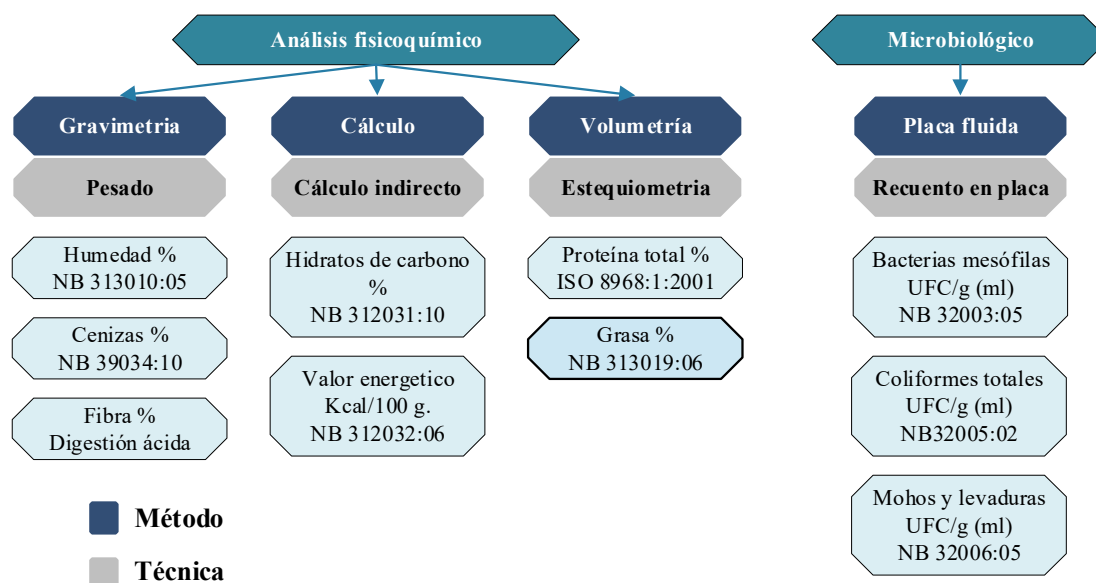 Análisis fisicoquímico
Microbiológico
Gravimetria
Cálculo
Volumetría
Placa fluida
Pesado
Cálculo indirecto
Estequiometria
Recuento en placa
Humedad %
NB 313010:05
Cenizas %
NB 39034:10
Fibra %
Digestión ácida
Hidratos de carbono
%
NB 312031:10
Valor energetico
Kcal/100 g.
NB 312032:06
Proteína total %
ISO 8968:1:2001
Grasa %
NB 313019:06
Bacterias mesófilas
UFC/g (ml)
NB 32003:05
Coliformes totales
UFC/g (ml)
NB32005:02
Mohos y levaduras
UFC/g (ml)
NB 32006:05
Método
Técnica